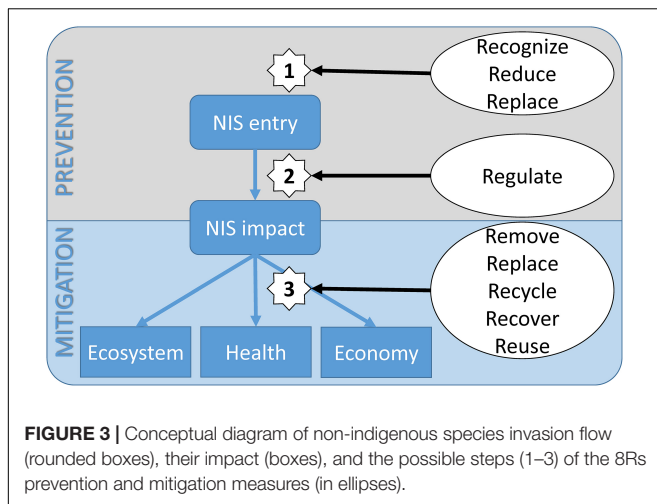 PREVENTION
1
Recognize
Reduce
Replace
NIS entry
2
Regulate
NIS impact
MITIGATION
3
Remove
Replace
Recycle
Recover
Reuse
Ecosystem
Health
Economy
FIGURE 3 | Conceptual diagram of non-indigenous species invasion flow
(rounded boxes), their impact (boxes), and the possible steps (1–3) of the 8Rs
prevention and mitigation measures (in ellipses).